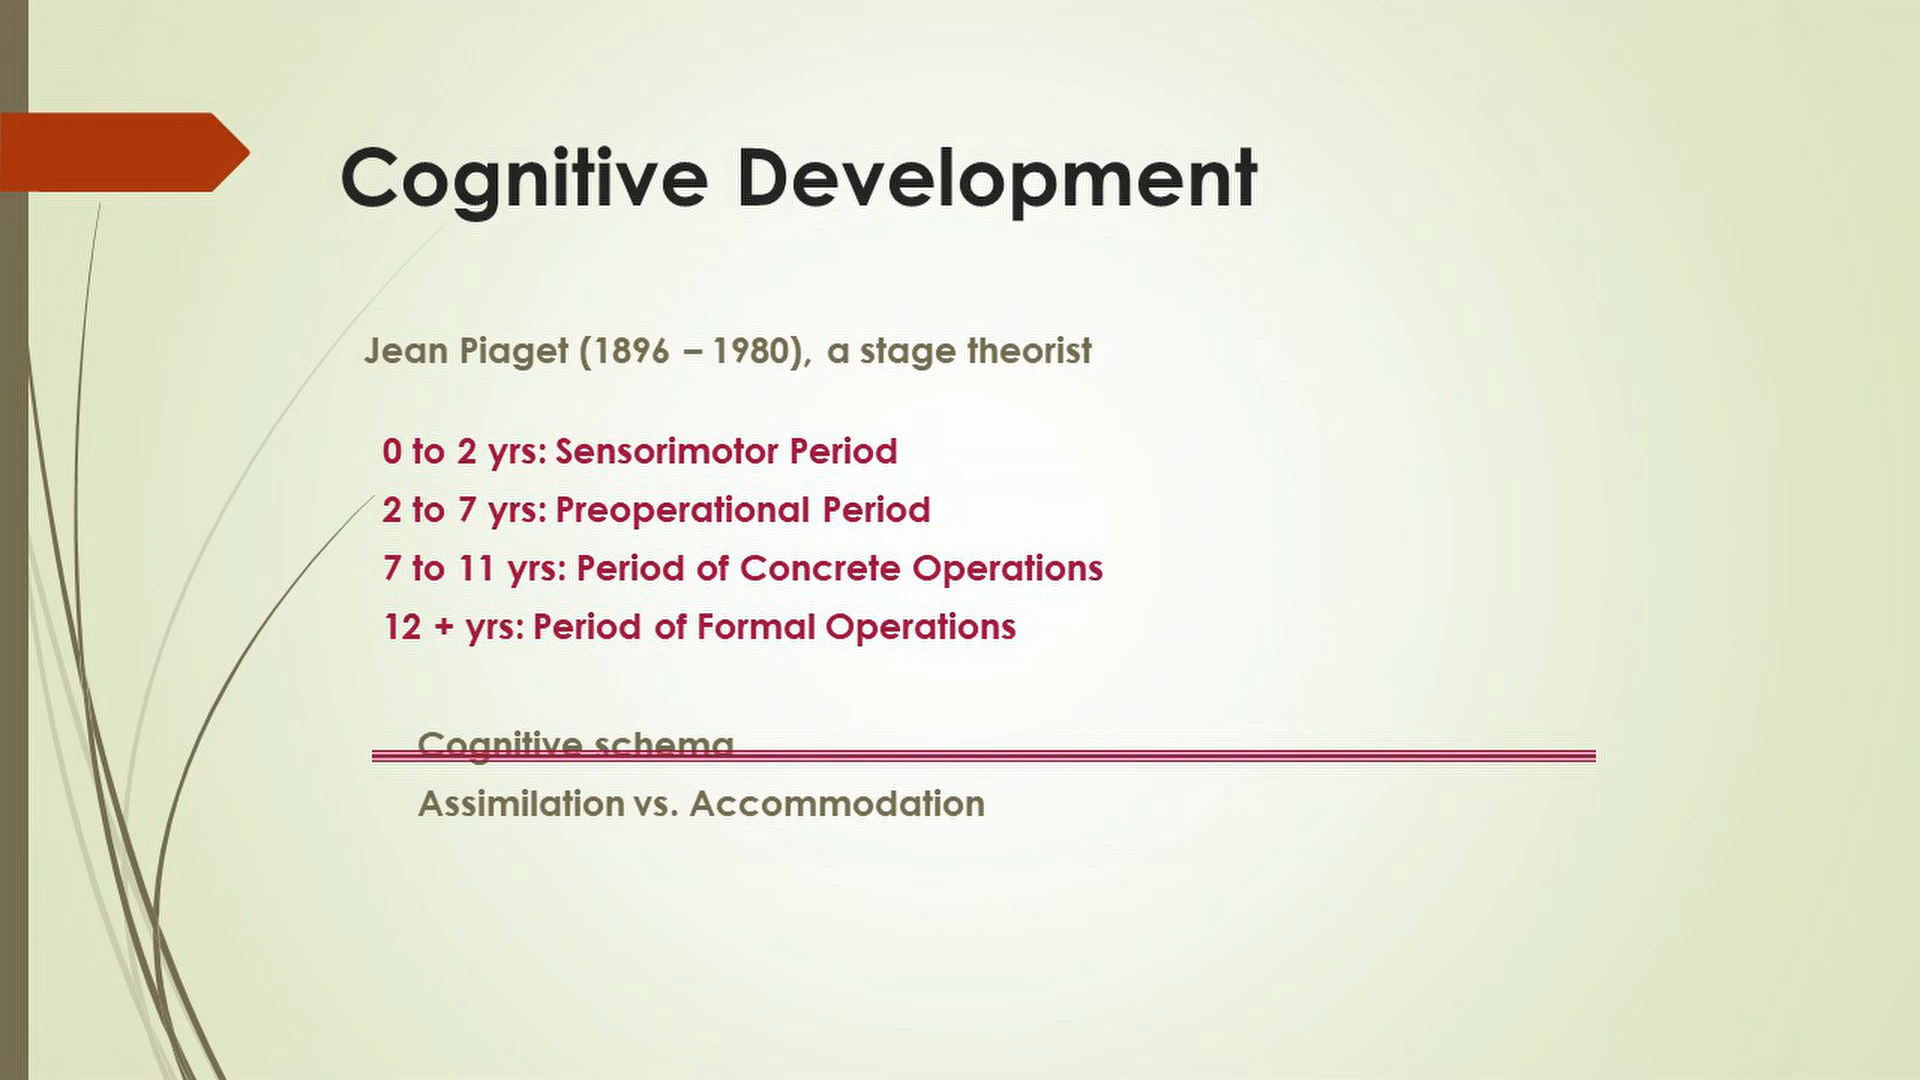 Cognitive Development
Jean Piaget (1896 – 1980), a stage theorist
0 to 2 yrs: Sensorimotor Period
2 to 7 yrs: Preoperational Period
7 to 11 yrs: Period of Concrete Operations
12 + yrs: Period of Formal Operations
Cognitive schema
Assimilation vs. Accommodation